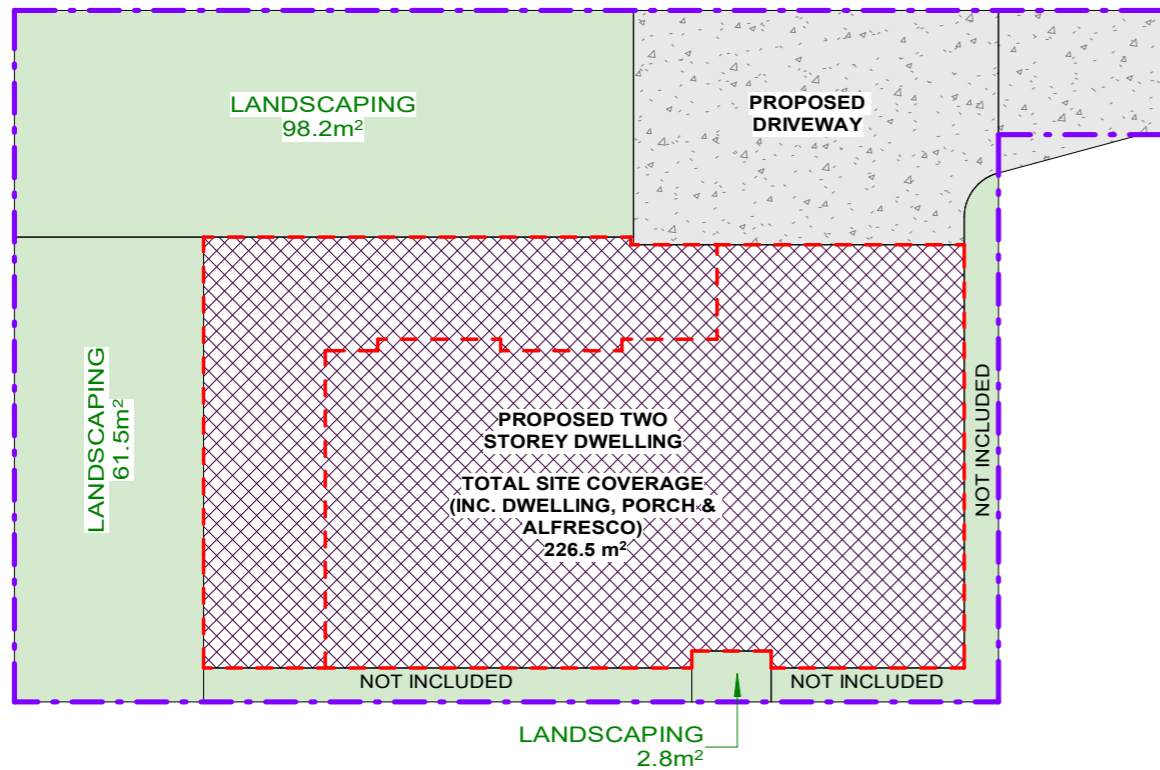 LANDSCAPING
98.2m²
PROPOSED
DRIVEWAY
LANDSCAPING
61.5m²
PROPOSED TWO
STOREY DWELLING
TOTAL SITE COVERAGE
(INC. DWELLING, PORCH &
ALFRESCO)
226.5 m²
NOT INCLUDED
NOT INCLUDED
NOT INCLUDED
LANDSCAPING
2.8m²